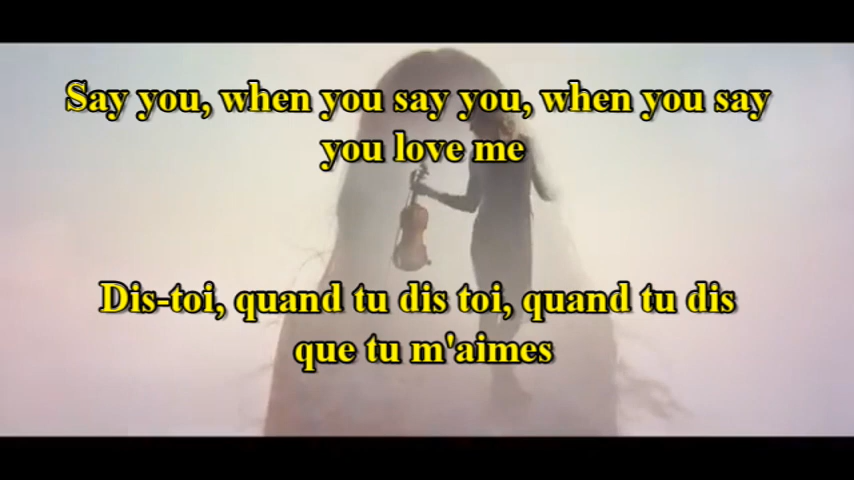 Say you, when you say you, when you say
you love me
Dis-toi, quand tu dis toi, quand tu dis
que tu m'aimes